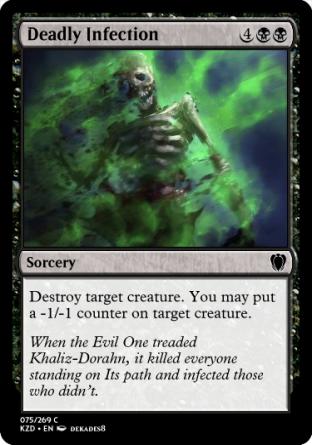 Deadly Infection 4
Sorcery
Destroy target creature. You may put
a -1/-1 counter on target creature.
When the Evil One treaded
Khaliz-Dorahn, it killed everyone
standing on Its path and infected those
who didn't.
075/269 C
KZD • EN DEKADES8